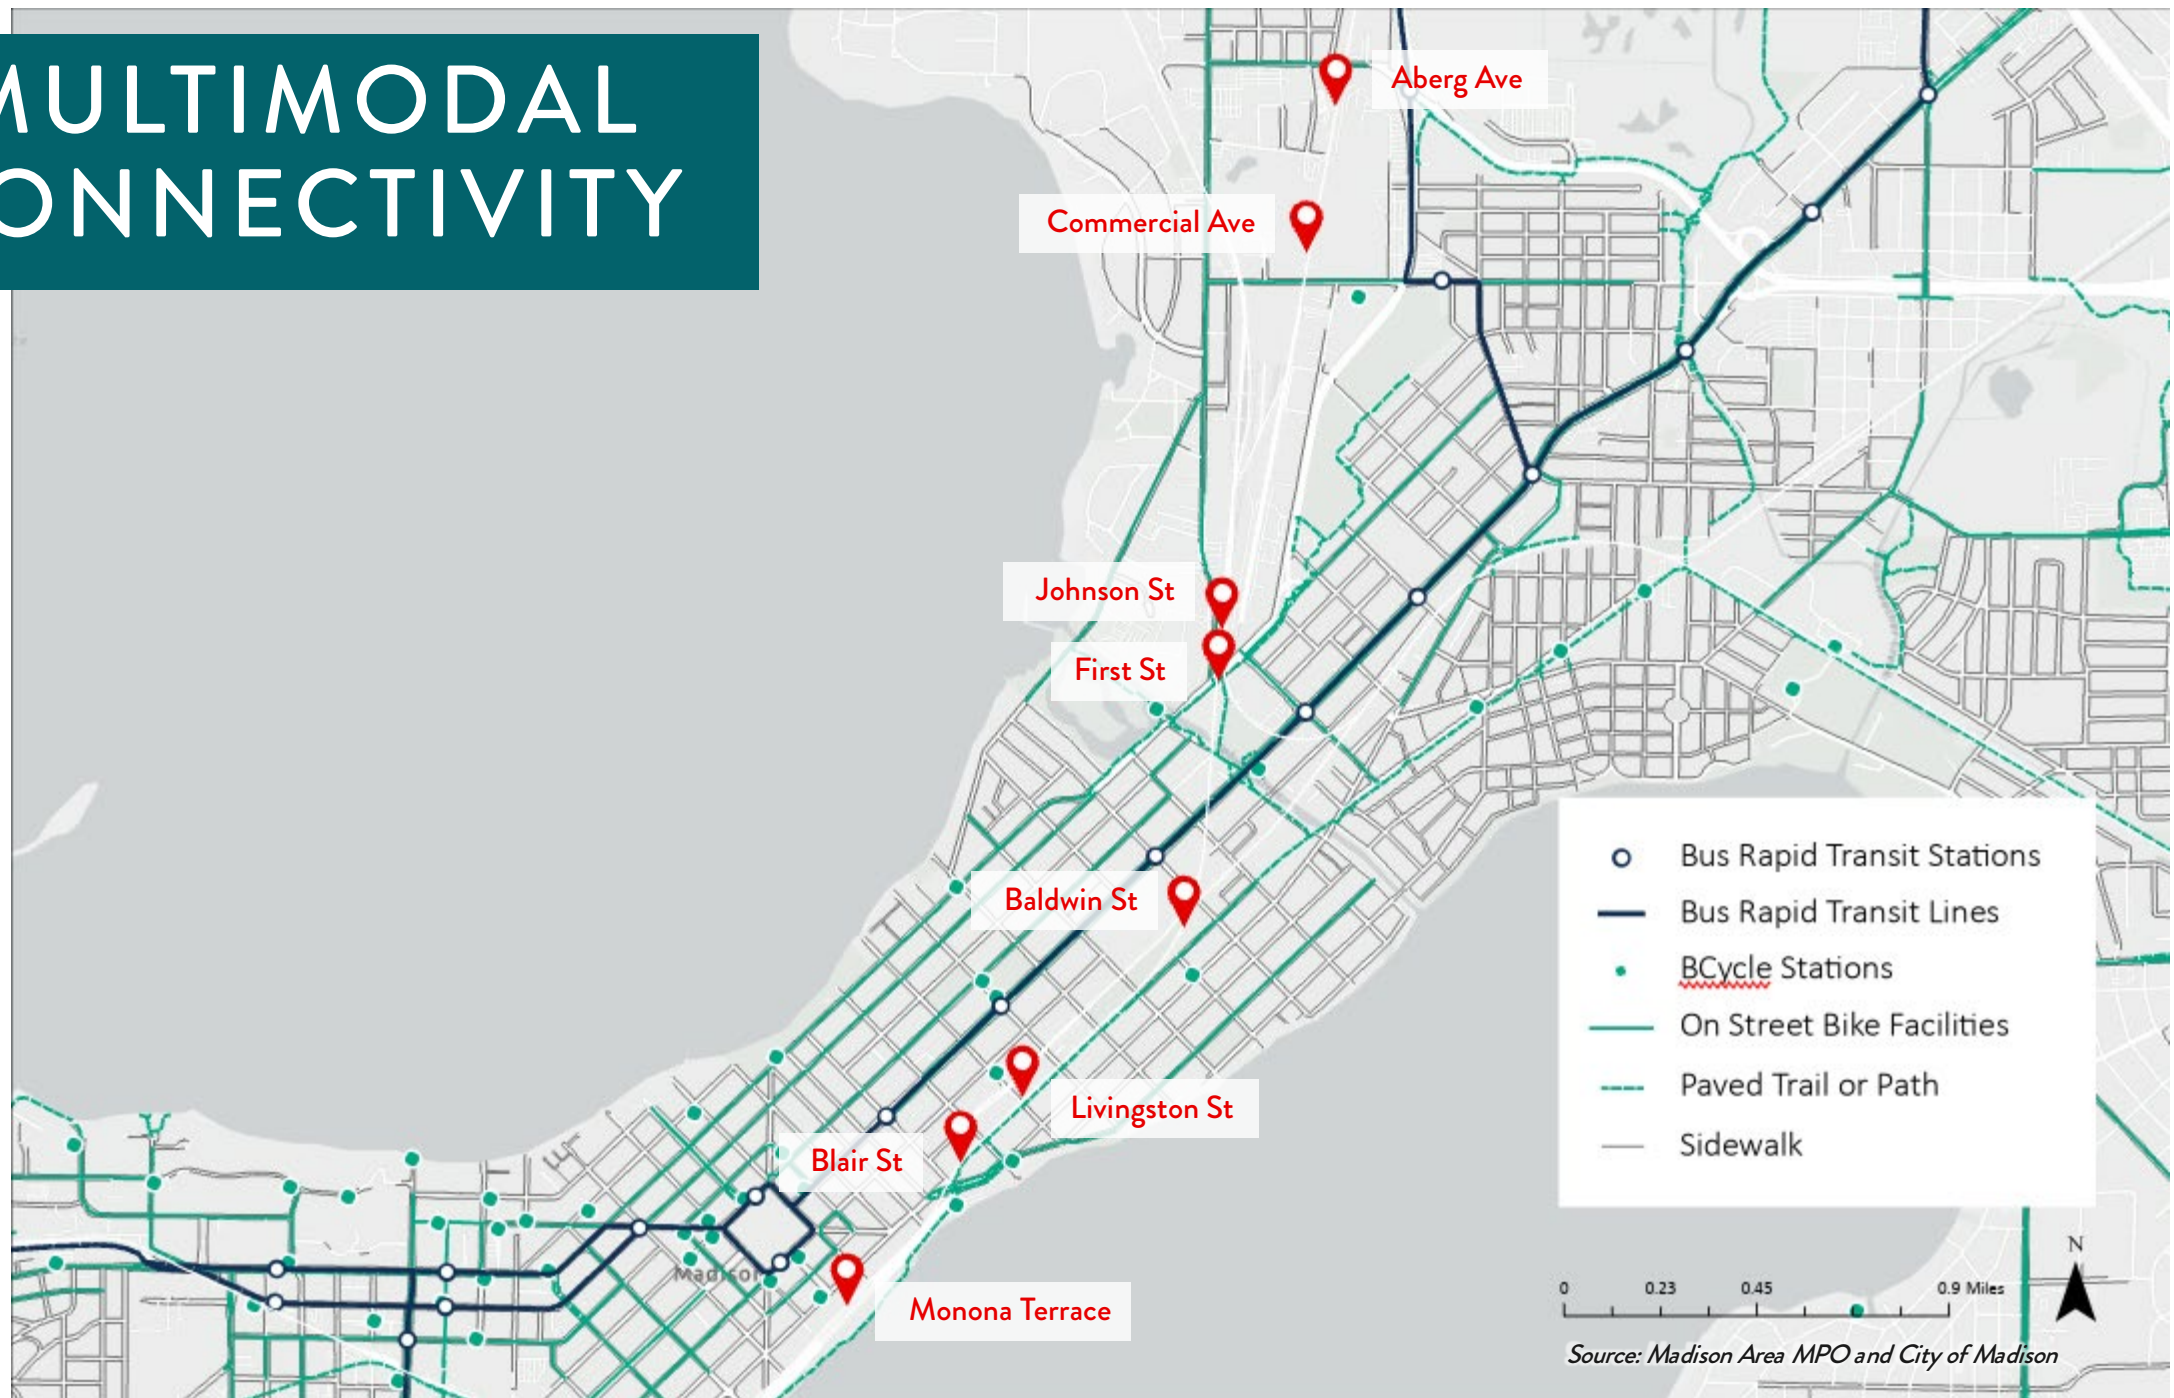 MULTIMODAL
ONNECTIVITY
Aberg Ave
Commercial Ave
Johnson St
First St
Baldwin St
Livingston St
Blair St
Madison
Monona Terrace
Bus Rapid Transit Stations
Bus Rapid Transit Lines
BCycle Stations
On Street Bike Facilities
Paved Trail or Path
Sidewalk
N
0 0.23 0.45 0.9 Miles
Source: Madison Area MPO and City of Madison